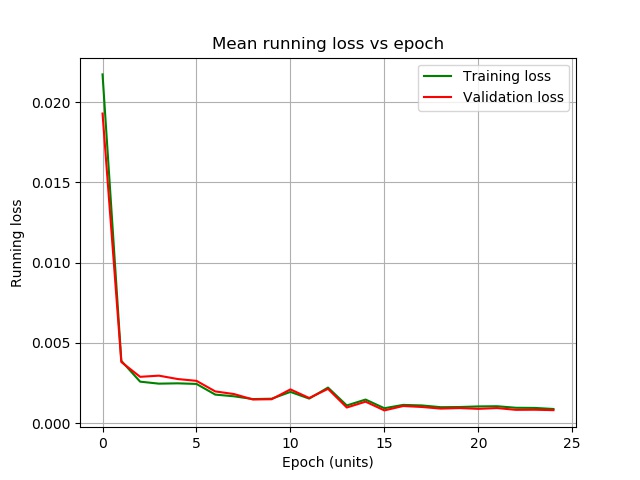 Mean running loss vs epoch
Training loss
Validation loss
0.020
0.015
0.010
0.005
0.000
Running loss
0 5 10 15 20 25
Epoch (units)